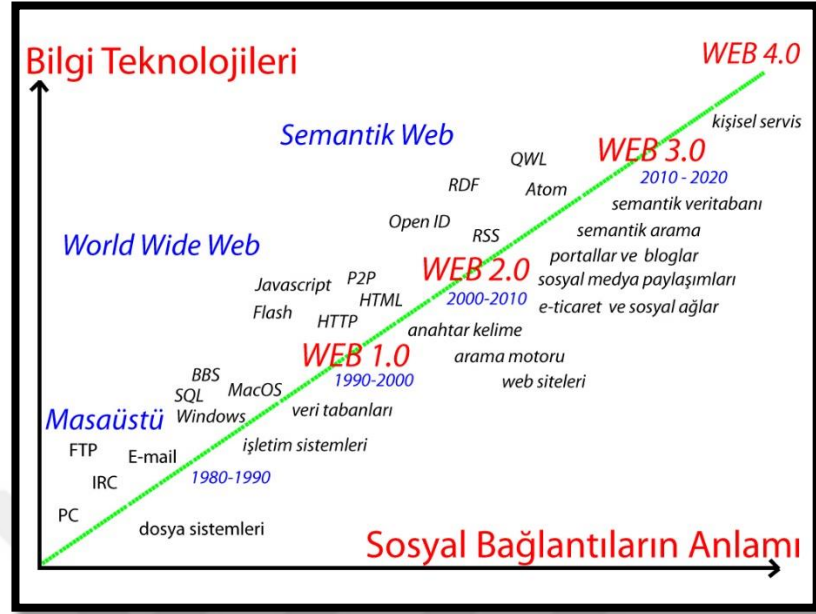 Bilgi Teknolojileri
WEB 4.0
kişisel servis
Semantik Web
WEB 3.0
QWL
2010 - 2020
RDF
Atom
semantik veritabanı
Open ID
semantik arama
RSS
World Wide Web
portallar ve bloglar
WEB 2.0
sosyal medya paylaşımları
Javascript
P2P
2000-2010
HTML
e-ticaret ve sosyal ağlar
Flash
HTTP
anahtar kelime
WEB 1.0
arama motoru
1990-2000
web siteleri
BBS
SQL
MacOS
veri tabanları
Masaüstü
Windows
işletim sistemleri
FTP
E-mail
1980-1990
IRC
PC
dosya sistemleri
Sosyal Bağlantıların Anlamı